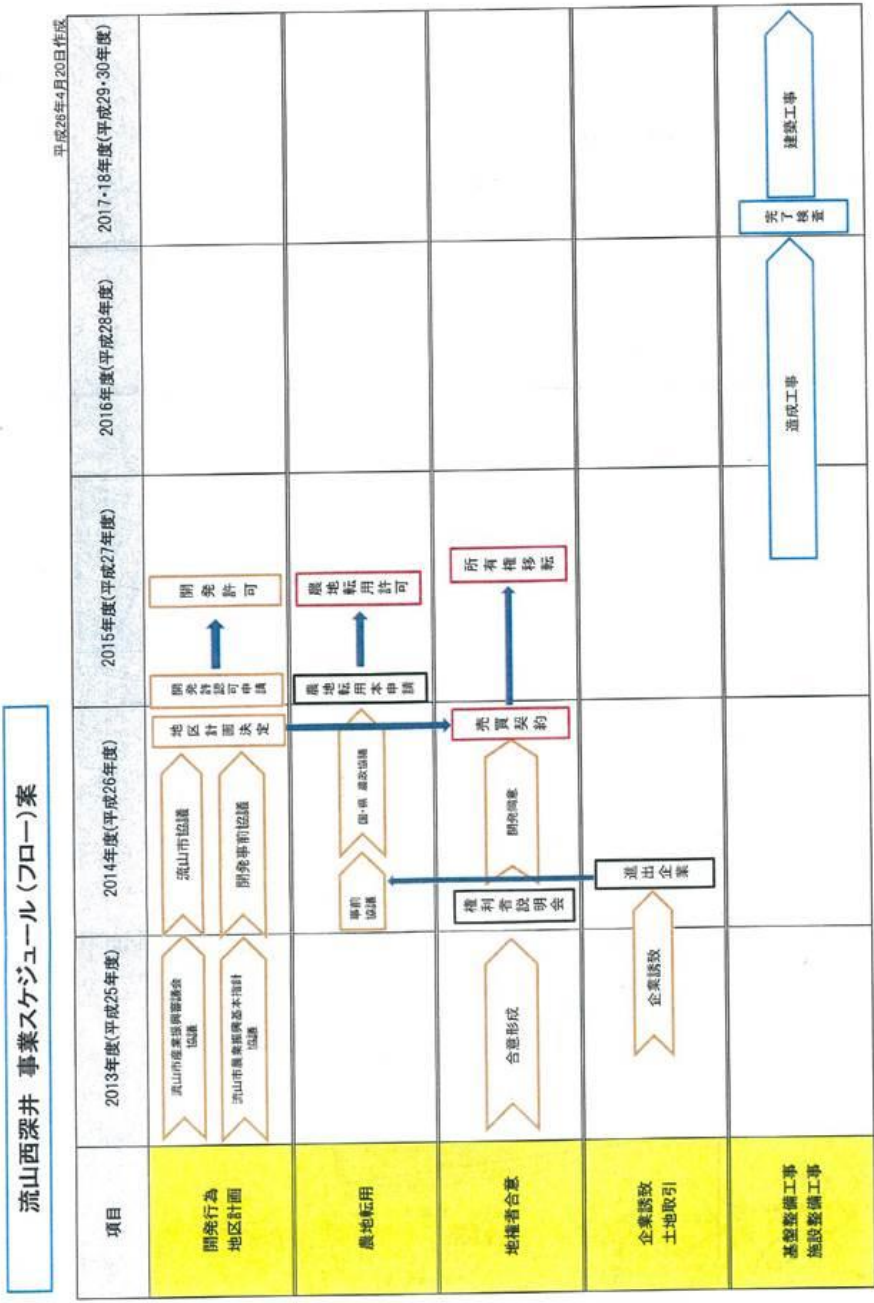 流山西深井 事業スケジュール(フロー)案
平成26年4月20日作成
項目
2013年度(平成25年度)
2014年度(平成26年度)
2015年度(平成27年度)
2016年度(平成28年度)
2017・18年度(平成29・30年度)
開発行為
地区計画
流山市産業振興審議会
協議
流山市農業振興基本指針
協議
流山市協議
開発事前協議
地区計画決定
開発許認可申請
開発許可
農地転用
事前
協議
国・県 農政協議
農地転用本申請
農地転用許可
地権者合意
合意形成
権利者説明会
開発同意
売買契約
所有権移転
企業誘致
土地取引
企業誘致
進出企業
基盤整備工事
施設整備工事
造成工事
完了検査
建築工事